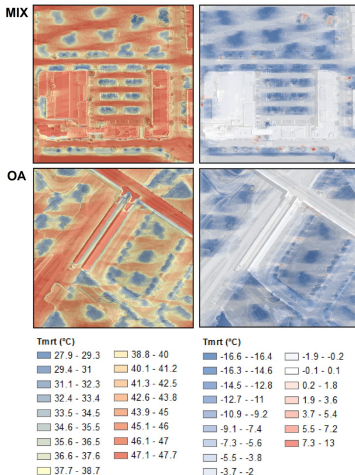 MIX
OA
Tmrt (ºC)
27.9 - 29.3
29.4 - 31
31.1 - 32.3
32.4 - 33.4
33.5 - 34.5
34.6 - 35.5
35.6 - 36.5
36.6 - 37.6
37.7 - 38.7
38.8 - 40
40.1 - 41.2
41.3 - 42.5
42.6 - 43.8
43.9 - 45
45.1 - 46
46.1 - 47
47.1 - 47.7
Tmrt (ºC)
-16.6 - -16.4
-16.3 - -14.6
-14.5 - -12.8
-12.7 - -11
-10.9 - -9.2
-9.1 - -7.4
-7.3 - -5.6
-5.5 - -3.8
-3.7 - -2
-1.9 - -0.2
-0.1 - 0.1
0.2 - 1.8
1.9 - 3.6
3.7 - 5.4
5.5 - 7.2
7.3 - 13